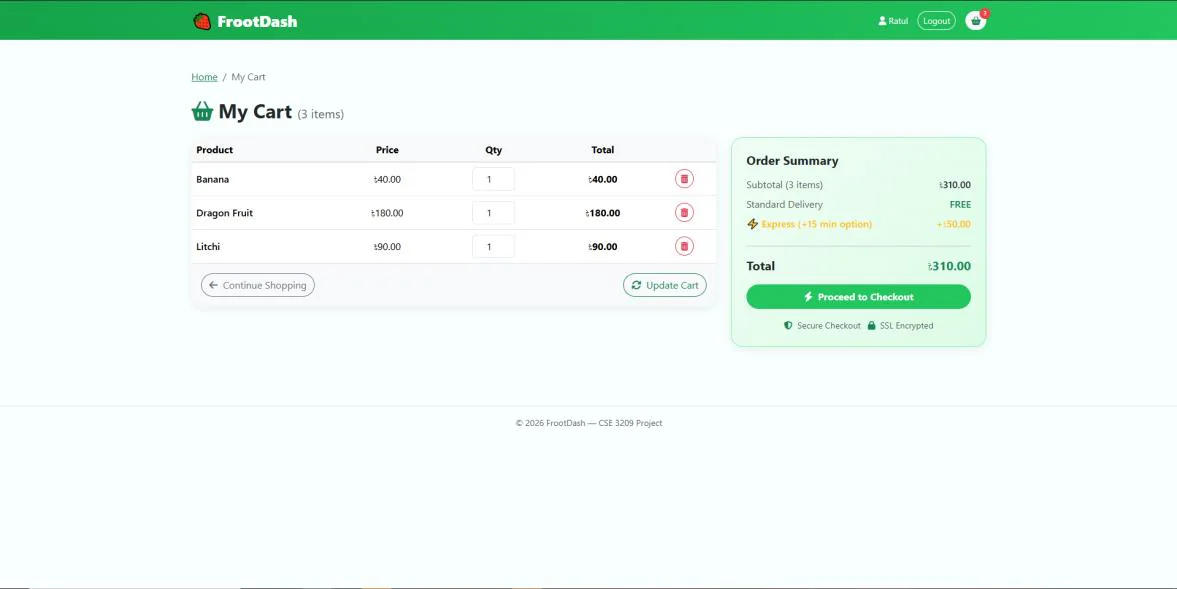 FrootDash
Ratul Logout 3
Home / My Cart
My Cart (3 items)
Product Price Qty Total
Banana ৳40.00 1 ৳40.00
Dragon Fruit ৳180.00 1 ৳180.00
Litchi ৳90.00 1 ৳90.00
Continue Shopping Update Cart
Order Summary
Subtotal (3 items) ৳310.00
Standard Delivery FREE
Express (+15 min option) +৳50.00
Total ৳310.00
Proceed to Checkout
Secure Checkout SSL Encrypted
© 2026 FrootDash — CSE 3209 Project